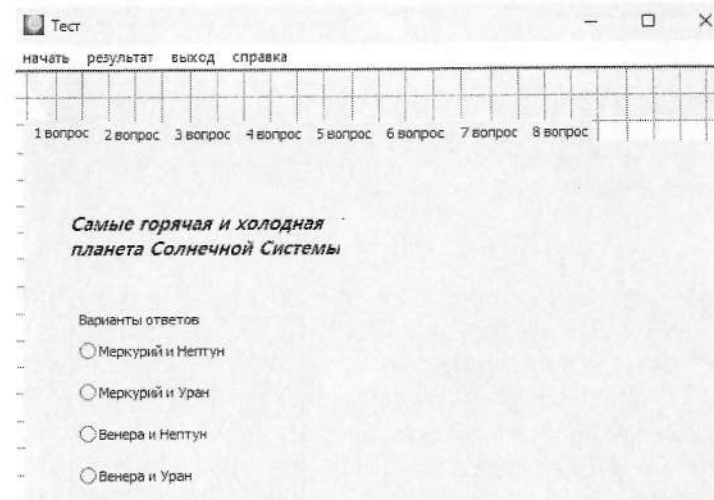 Тест
начать результат выход справка
1 вопрос 2 вопрос 3 вопрос 4 вопрос 5 вопрос 6 вопрос 7 вопрос 8 вопрос
Самые горячая и холодная
планета Солнечной Системы
Варианты ответов
Меркурий и Нептун
Меркурий и Уран
Венера и Нептун
Венера и Уран